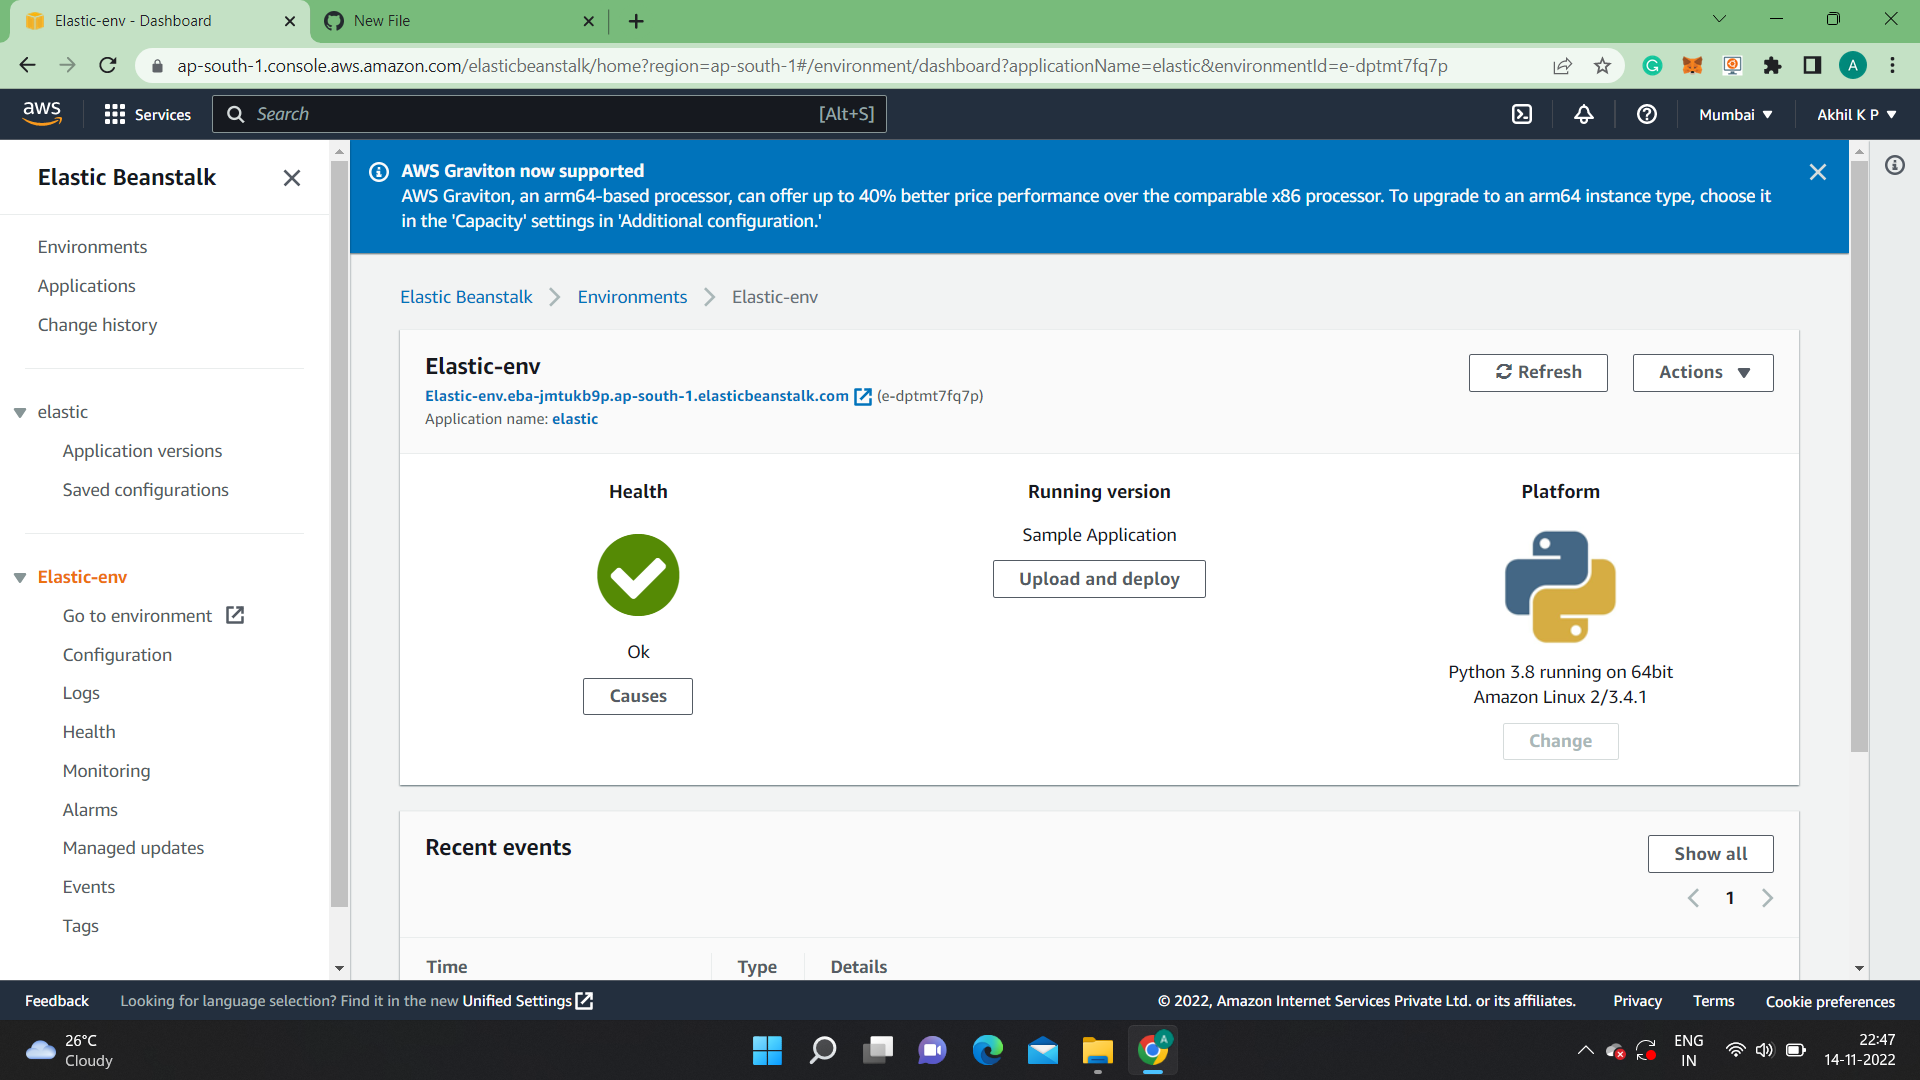 Elastic-env - Dashboard
New File
ap-south-1.console.aws.amazon.com/elasticbeanstalk/home?region=ap-south-1#/environment/dashboard?applicationName=elastic&environmentId=e-dptmt7fq7p
G
A
aws
Services
Search
[Alt+S]
Mumbai
Akhil K P
Elastic Beanstalk
Environments
Applications
Change history
elastic
Application versions
Saved configurations
Elastic-env
Go to environment
Configuration
Logs
Health
Monitoring
Alarms
Managed updates
Events
Tags
AWS Graviton now supported
AWS Graviton, an arm64-based processor, can offer up to 40% better price performance over the comparable x86 processor. To upgrade to an arm64 instance type, choose it
in the 'Capacity' settings in 'Additional configuration.'
Elastic Beanstalk
Environments
Elastic-env
Elastic-env
Elastic-env.eba-jmtukb9p.ap-south-1.elasticbeanstalk.com (e-dptmt7fq7p)
Application name: elastic
Refresh
Actions
Health
Ok
Causes
Running version
Sample Application
Upload and deploy
Platform
Python 3.8 running on 64bit
Amazon Linux 2/3.4.1
Change
Recent events
Show all
1
Time
Type
Details
Feedback
Looking for language selection? Find it in the new Unified Settings
© 2022, Amazon Internet Services Private Ltd. or its affiliates.
Privacy
Terms
Cookie preferences
26°C
Cloudy
A
ENG
IN
22:47
14-11-2022